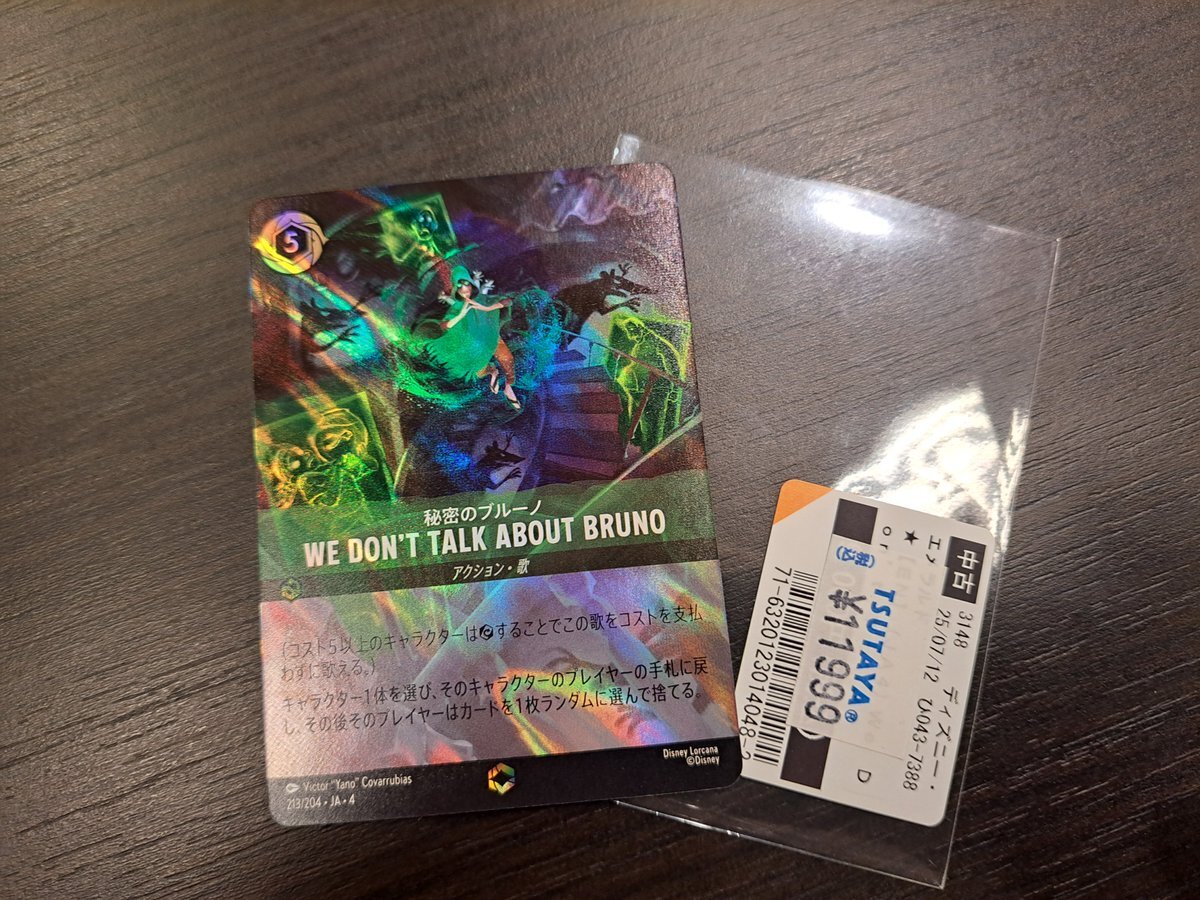 5
秘密のブルーノ
WE DON'T TALK ABOUT BRUNO
アクション・歌
(コスト5以上のキャラクターは することでこの歌をコストを支払
わずに歌える。)
キャラクター1体を選び、そのキャラクターのプレイヤーの手札に戻
し、その後そのプレイヤーはカードを1枚ランダムに選んで捨てる。
Victor "Yano" Covarrubias
213/204・JA・4
Disney Lorcana
©Disney
中古
3148 ディズニー・
25/07/12 ひ043-7388
税込
TSUTAYA®
¥11999
D
71-6320123014048-2